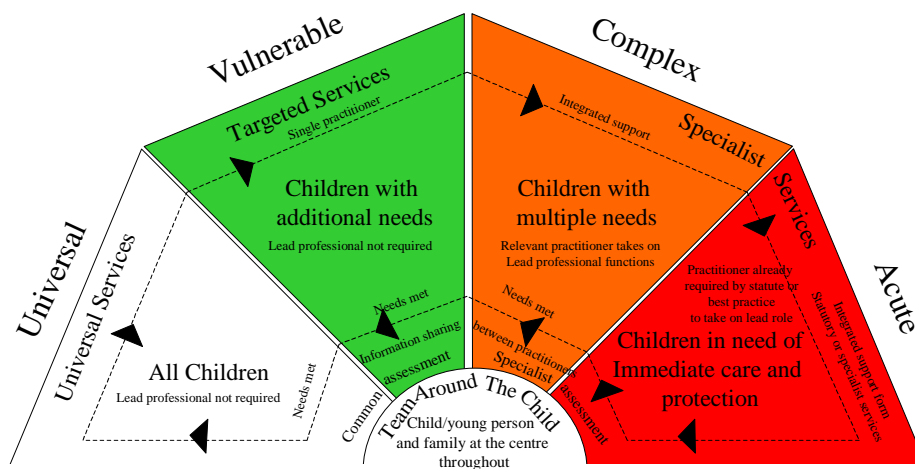 Vulnerable
Complex
Universal
Acute
Universal Services
All Children
Lead professional not required
Needs met
Targeted Services
Single practitioner
Children with
additional needs
Lead professional not required
Needs met
Information sharing
Common
assessment
Integrated support
Specialist
Services
Children with
multiple needs
Relevant practitioner takes on
Lead professional functions
Needs met
between practitioners
Specialist
assessment
Practitioner already
required by statute or
best practice
to take on lead role
Children in need of
Immediate care and
protection
Integrated support form
Statutory or specialist services
Team Around The Child
Child/young person
and family at the centre
throughout